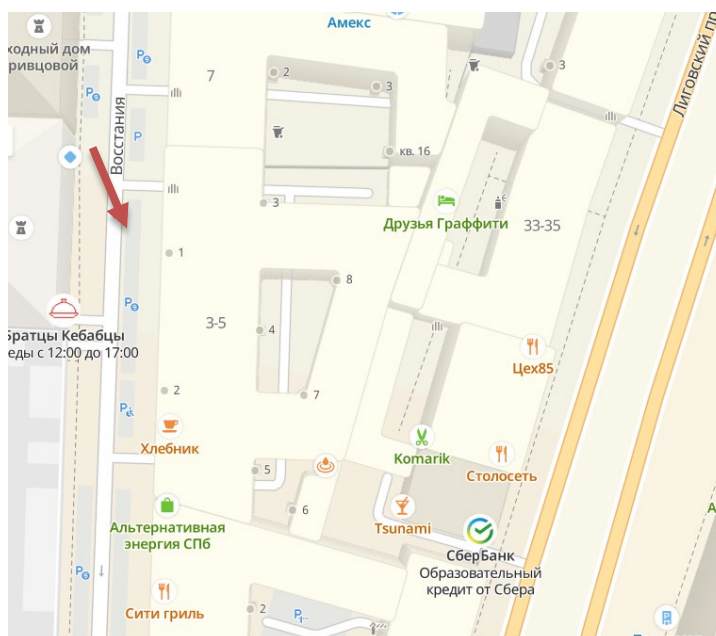 Амекс
ходный дом
ривцовой
P
P
7
2
3
3
Лиговский пр
Восстания
P
кв. 16
3
Друзья Граффити
33-35
1
8
P
3-5
4
Братцы Кебабцы
еды с 12:00 до 17:00
Цех85
2
7
P
Хлебник
Komarik
Столосеть
5
6
Альтернативная
энергия СПб
Tsunami
СберБанк
Образовательный
кредит от Сбера
А
P
Сити гриль
2
P